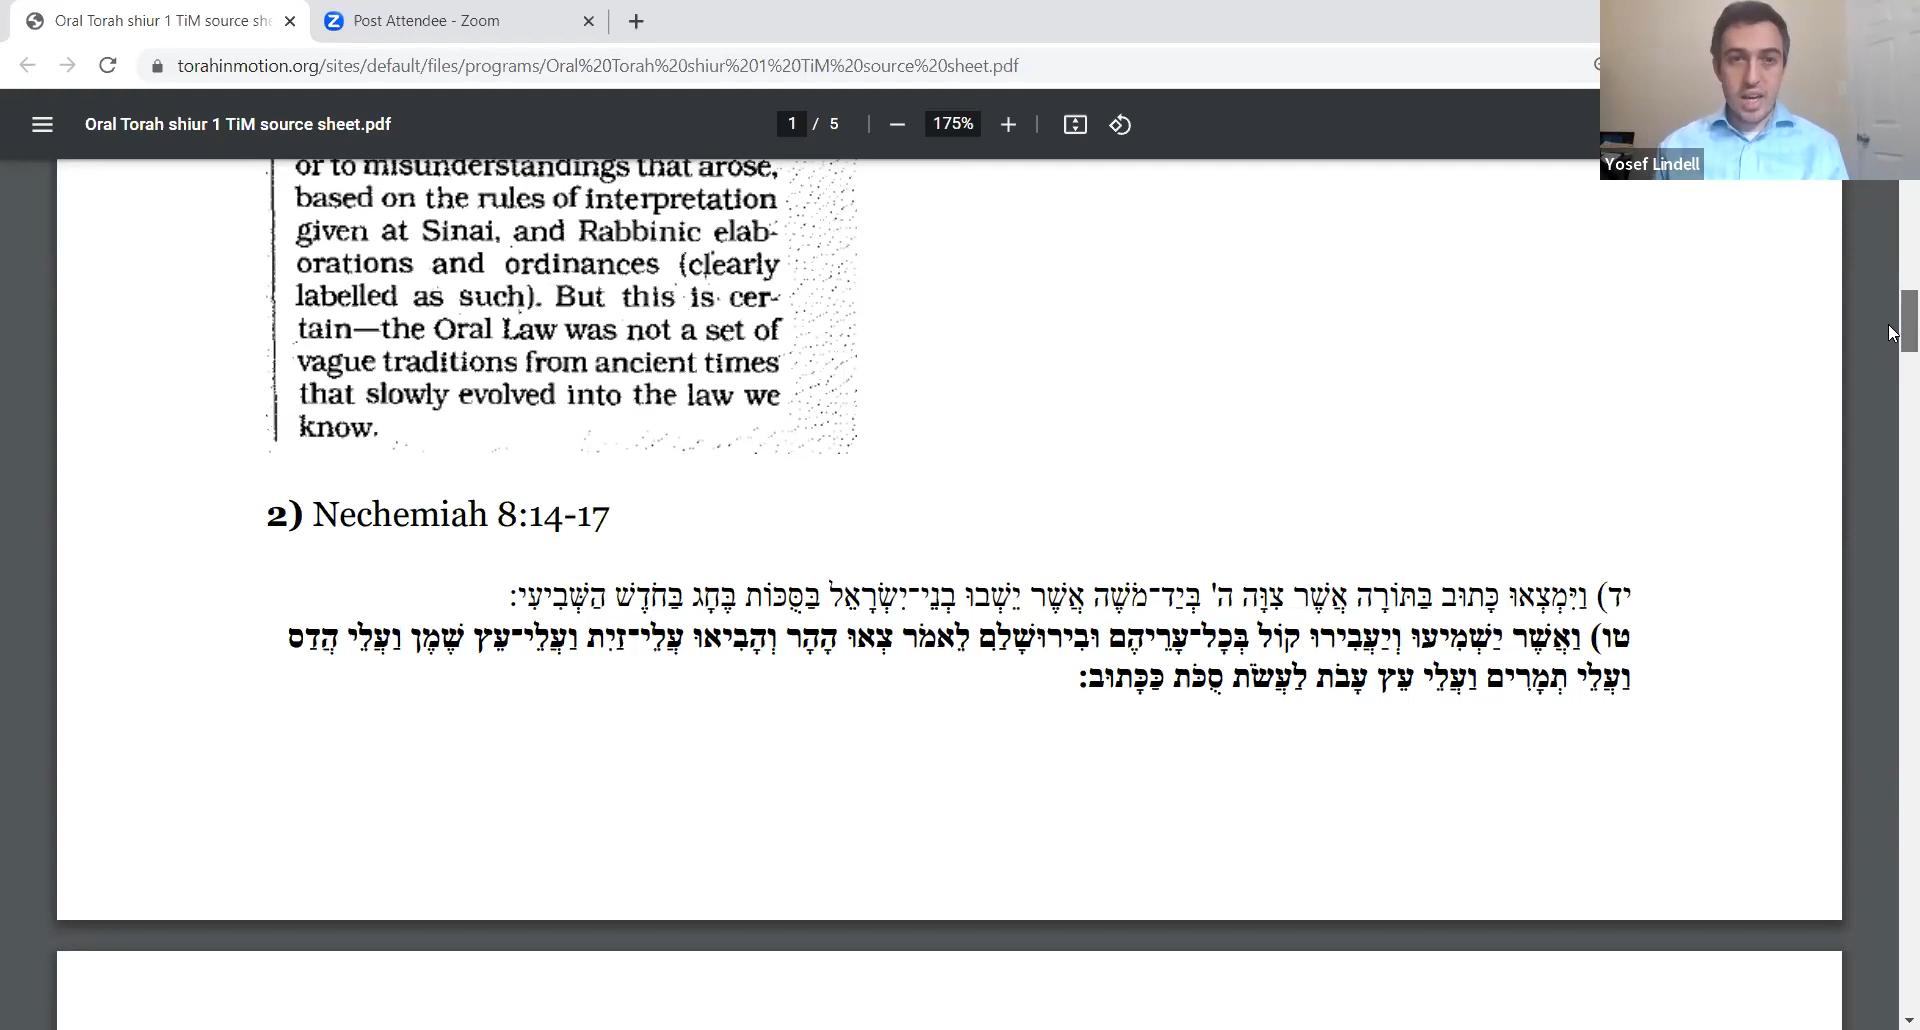 Oral Torah shiur 1 TiM source she
Post Attendee - Zoom
torahinmotion.org/sites/default/files/programs/Oral%20Torah%20shiur%201%20TiM%20source%20sheet.pdf
Oral Torah shiur 1 TiM source sheet.pdf
1 / 5
175%
Yosef Lindell
or to misunderstandings that arose,
based on the rules of interpretation
given at Sinai, and Rabbinic elab-
orations and ordinances (clearly
labelled as such). But this is cer-
tain—the Oral Law was not a set of
vague traditions from ancient times
that slowly evolved into the law we
know.
2) Nechemiah 8:14-17
יד) וַיִּמְצְאוּ כָּתוּב בַּתּוֹרָה אֲשֶׁר צִוָּה ה' בְּיַד־מֹשֶׁה אֲשֶׁר יֵשְׁבוּ בְנֵי־יִשְׂרָאֵל בַּסֻּכּוֹת בֶּחָג בַּחֹדֶשׁ הַשְּׁבִיעִי:
טו) וַאֲשֶׁר יַשְׁמִיעוּ וְיַעֲבִירוּ קוֹל בְּכָל־עָרֵיהֶם וּבִירוּשָׁלִַם לֵאמֹר צְאוּ הָהָר וְהָבִיאוּ עֲלֵי־זַיִת וַעֲלֵי־עֵץ שֶׁמֶן וַעֲלֵי הֲדַס
וַעֲלֵי תְמָרִים וַעֲלֵי עֵץ עָבֹת לַעֲשֹׂת סֻכֹּת כַּכָּתוּב: